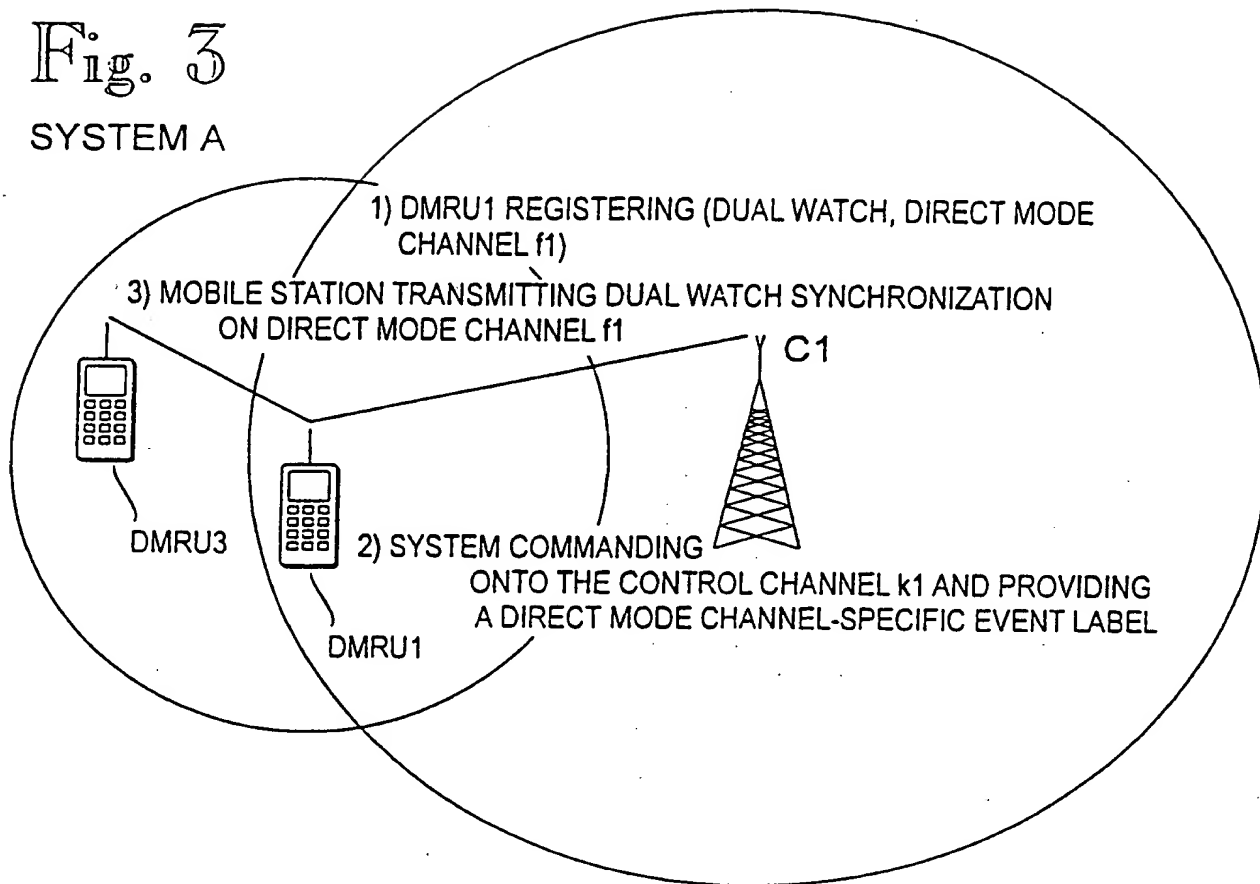 Fig. 3
SYSTEM A
1) DMRU1 REGISTERING (DUAL WATCH, DIRECT MODE
CHANNEL f1)
3) MOBILE STATION TRANSMITTING DUAL WATCH SYNCHRONIZATION
ON DIRECT MODE CHANNEL f1
C1
DMRU3
2) SYSTEM COMMANDING
ONTO THE CONTROL CHANNEL k1 AND PROVIDING
A DIRECT MODE CHANNEL-SPECIFIC EVENT LABEL
DMRU1